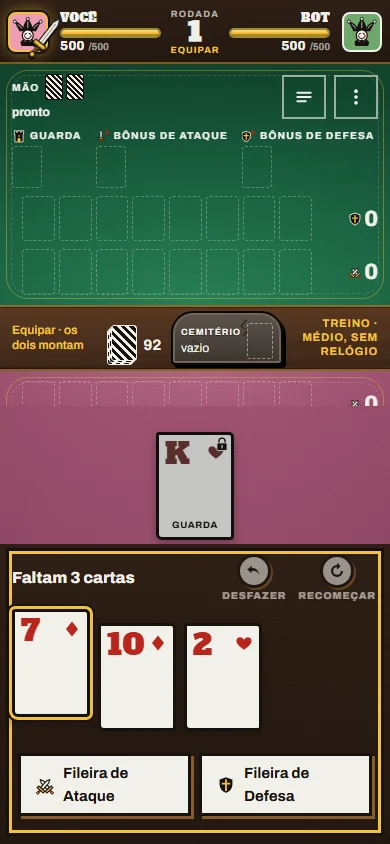 VOCÊ
500 /500
RODADA
1
EQUIPAR
BOT
500 /500
MÃO
pronto
GUARDA
BÔNUS DE ATAQUE
BÔNUS DE DEFESA
0
0
Equipar · os
dois montam
92
CEMITÉRIO
vazio
TREINO ·
MÉDIO, SEM
RELÓGIO
0
K
GUARDA
Faltam 3 cartas
DESFAZER
RECOMEÇAR
7
10
2
Fileira de
Ataque
Fileira de
Defesa